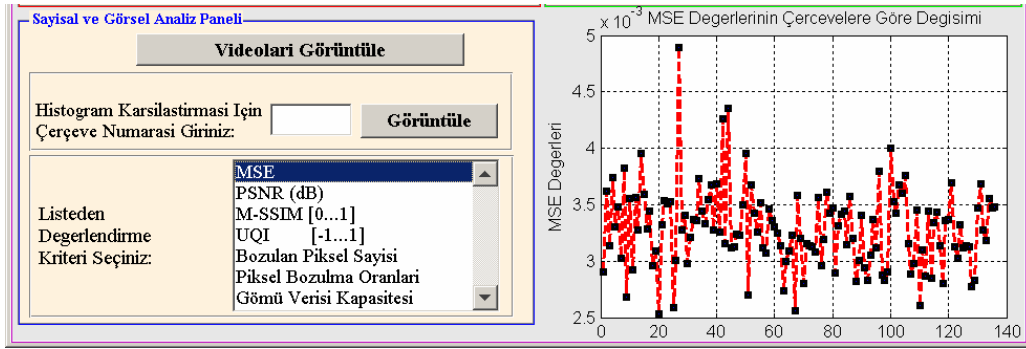 Sayisal ve Görsel Analiz Paneli
Videolari Görüntüle
Histogram Karsilastirmasi Için
Çerçeve Numarasi Giriniz:
Görüntüle
Listeden
Degerlendirme
Kriteri Seçiniz:
MSE
PSNR (dB)
M-SSIM [0...1]
UQI [-1...1]
Bozulan Piksel Sayisi
Piksel Bozulma Oranlari
Gömü Verisi Kapasitesi
x 10^-3
MSE Degerlerinin Çercevelere Göre Degisimi
MSE Degerleri
5
4.5
4
3.5
3
2.5
0 20 40 60 80 100 120 140